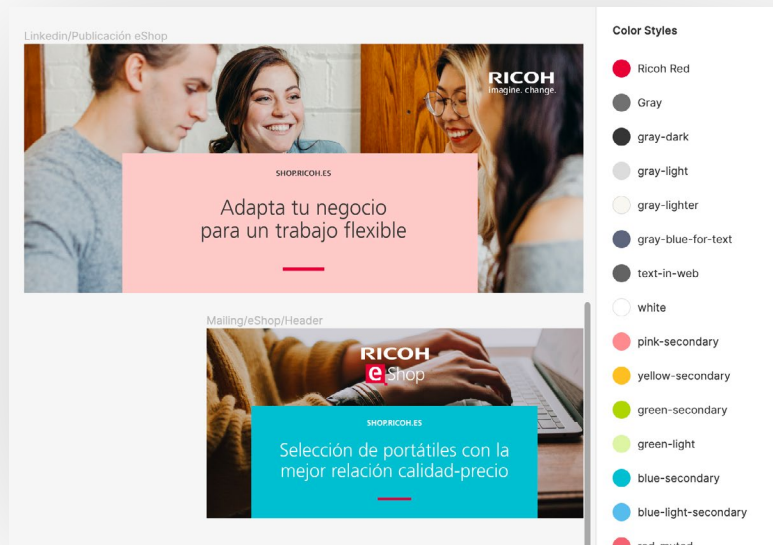 Linkedin/Publicación eShop
RICOH
imagine. change.
SHOP.RICOH.ES
Adapta tu negocio
para un trabajo flexible
Mailing/eShop/Header
RICOH
eShop
SHOP.RICOH.ES
Selección de portátiles con la
mejor relación calidad-precio
Color Styles
Ricoh Red
Gray
gray-dark
gray-light
gray-lighter
gray-blue-for-text
text-in-web
white
pink-secondary
yellow-secondary
green-secondary
green-light
blue-secondary
blue-light-secondary
red-muted